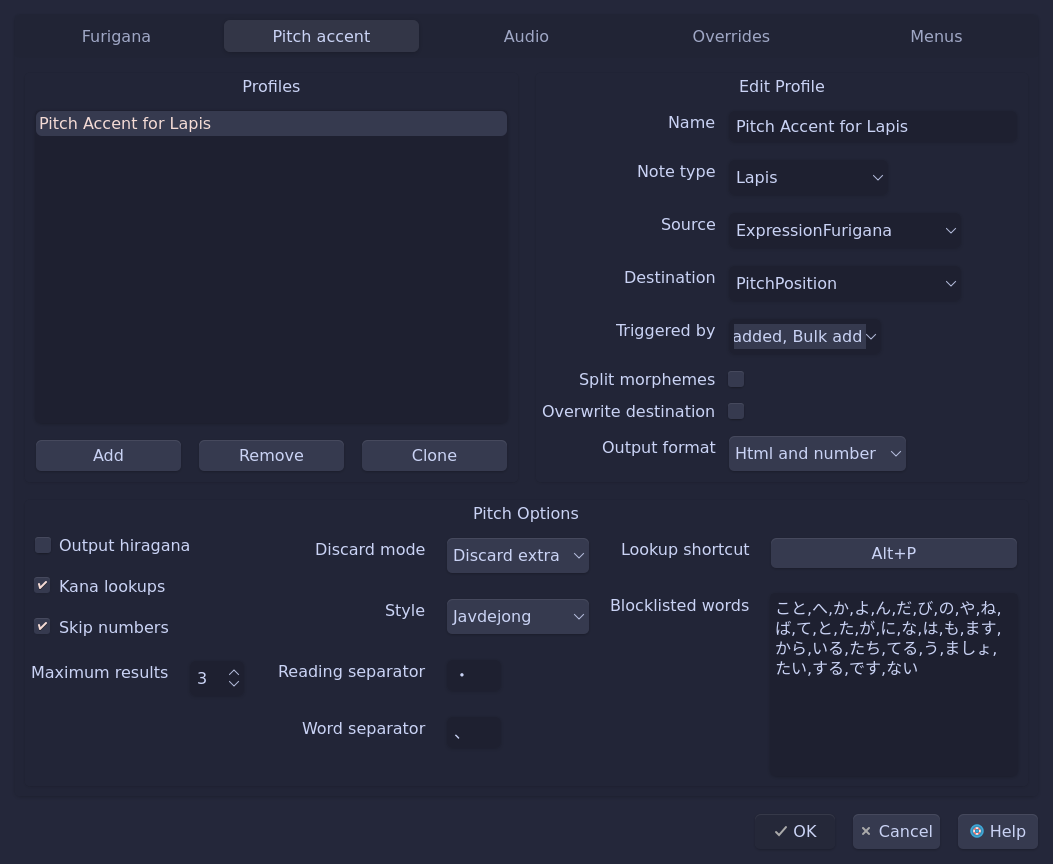 Furigana
Pitch accent
Audio
Overrides
Menus
Profiles
Pitch Accent for Lapis
Add
Remove
Clone
Edit Profile
Name
Pitch Accent for Lapis
Note type
Lapis
Source
ExpressionFurigana
Destination
PitchPosition
Triggered by
added, Bulk add
Split morphemes
Overwrite destination
Output format
Html and number
Pitch Options
Output hiragana
Kana lookups
Skip numbers
Maximum results
3
Discard mode
Discard extra
Style
Javdejong
Reading separator
・
Word separator
、
Lookup shortcut
Alt+P
Blocklisted words
こと,へ,か,よ,ん,だ,び,の,や,ね,
ば,て,と,た,が,に,な,は,も,ます,
から,いる,たち,てる,う,ましょ,
たい,する,です,ない
OK
Cancel
Help